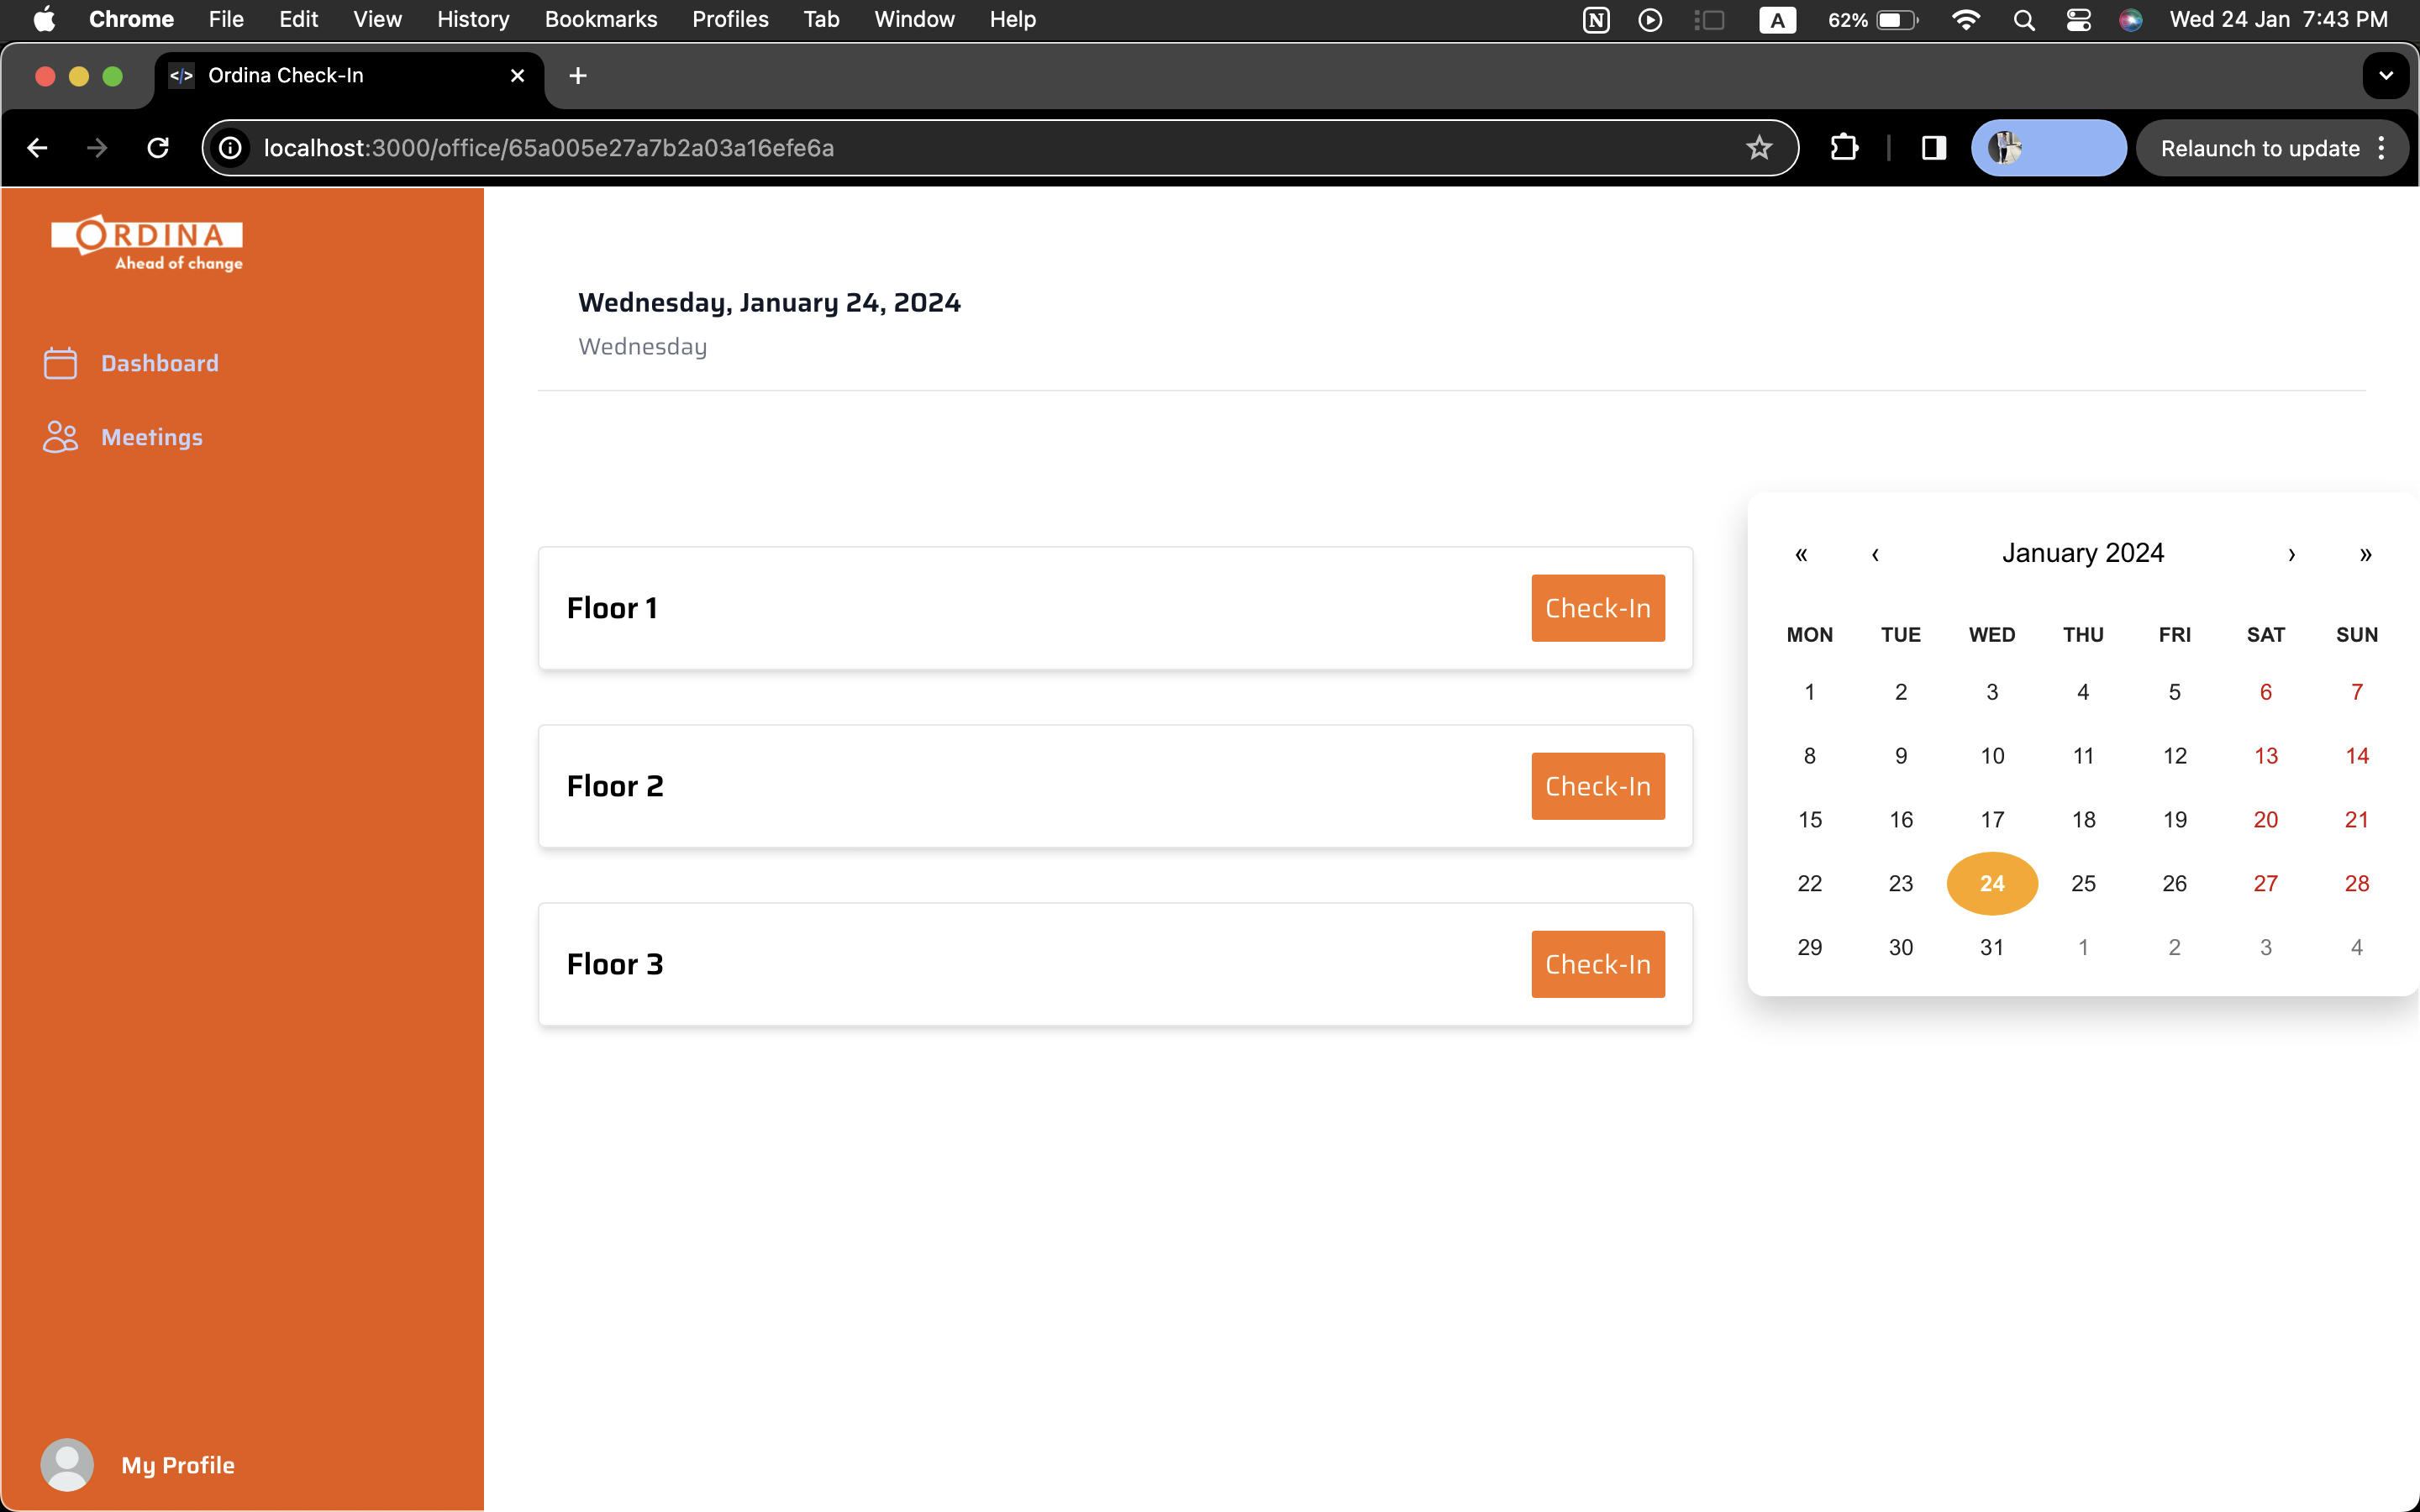 Chrome File Edit View History Bookmarks Profiles Tab Window Help N A 62% Wed 24 Jan 7:43 PM
</> Ordina Check-In
localhost:3000/office/65a005e27a7b2a03a16efe6a Relaunch to update
ORDINA
Ahead of change
Dashboard
Meetings
My Profile
Wednesday, January 24, 2024
Wednesday
Floor 1 Check-In
Floor 2 Check-In
Floor 3 Check-In
« ‹ January 2024 › »
MON TUE WED THU FRI SAT SUN
1 2 3 4 5 6 7
8 9 10 11 12 13 14
15 16 17 18 19 20 21
22 23 24 25 26 27 28
29 30 31 1 2 3 4